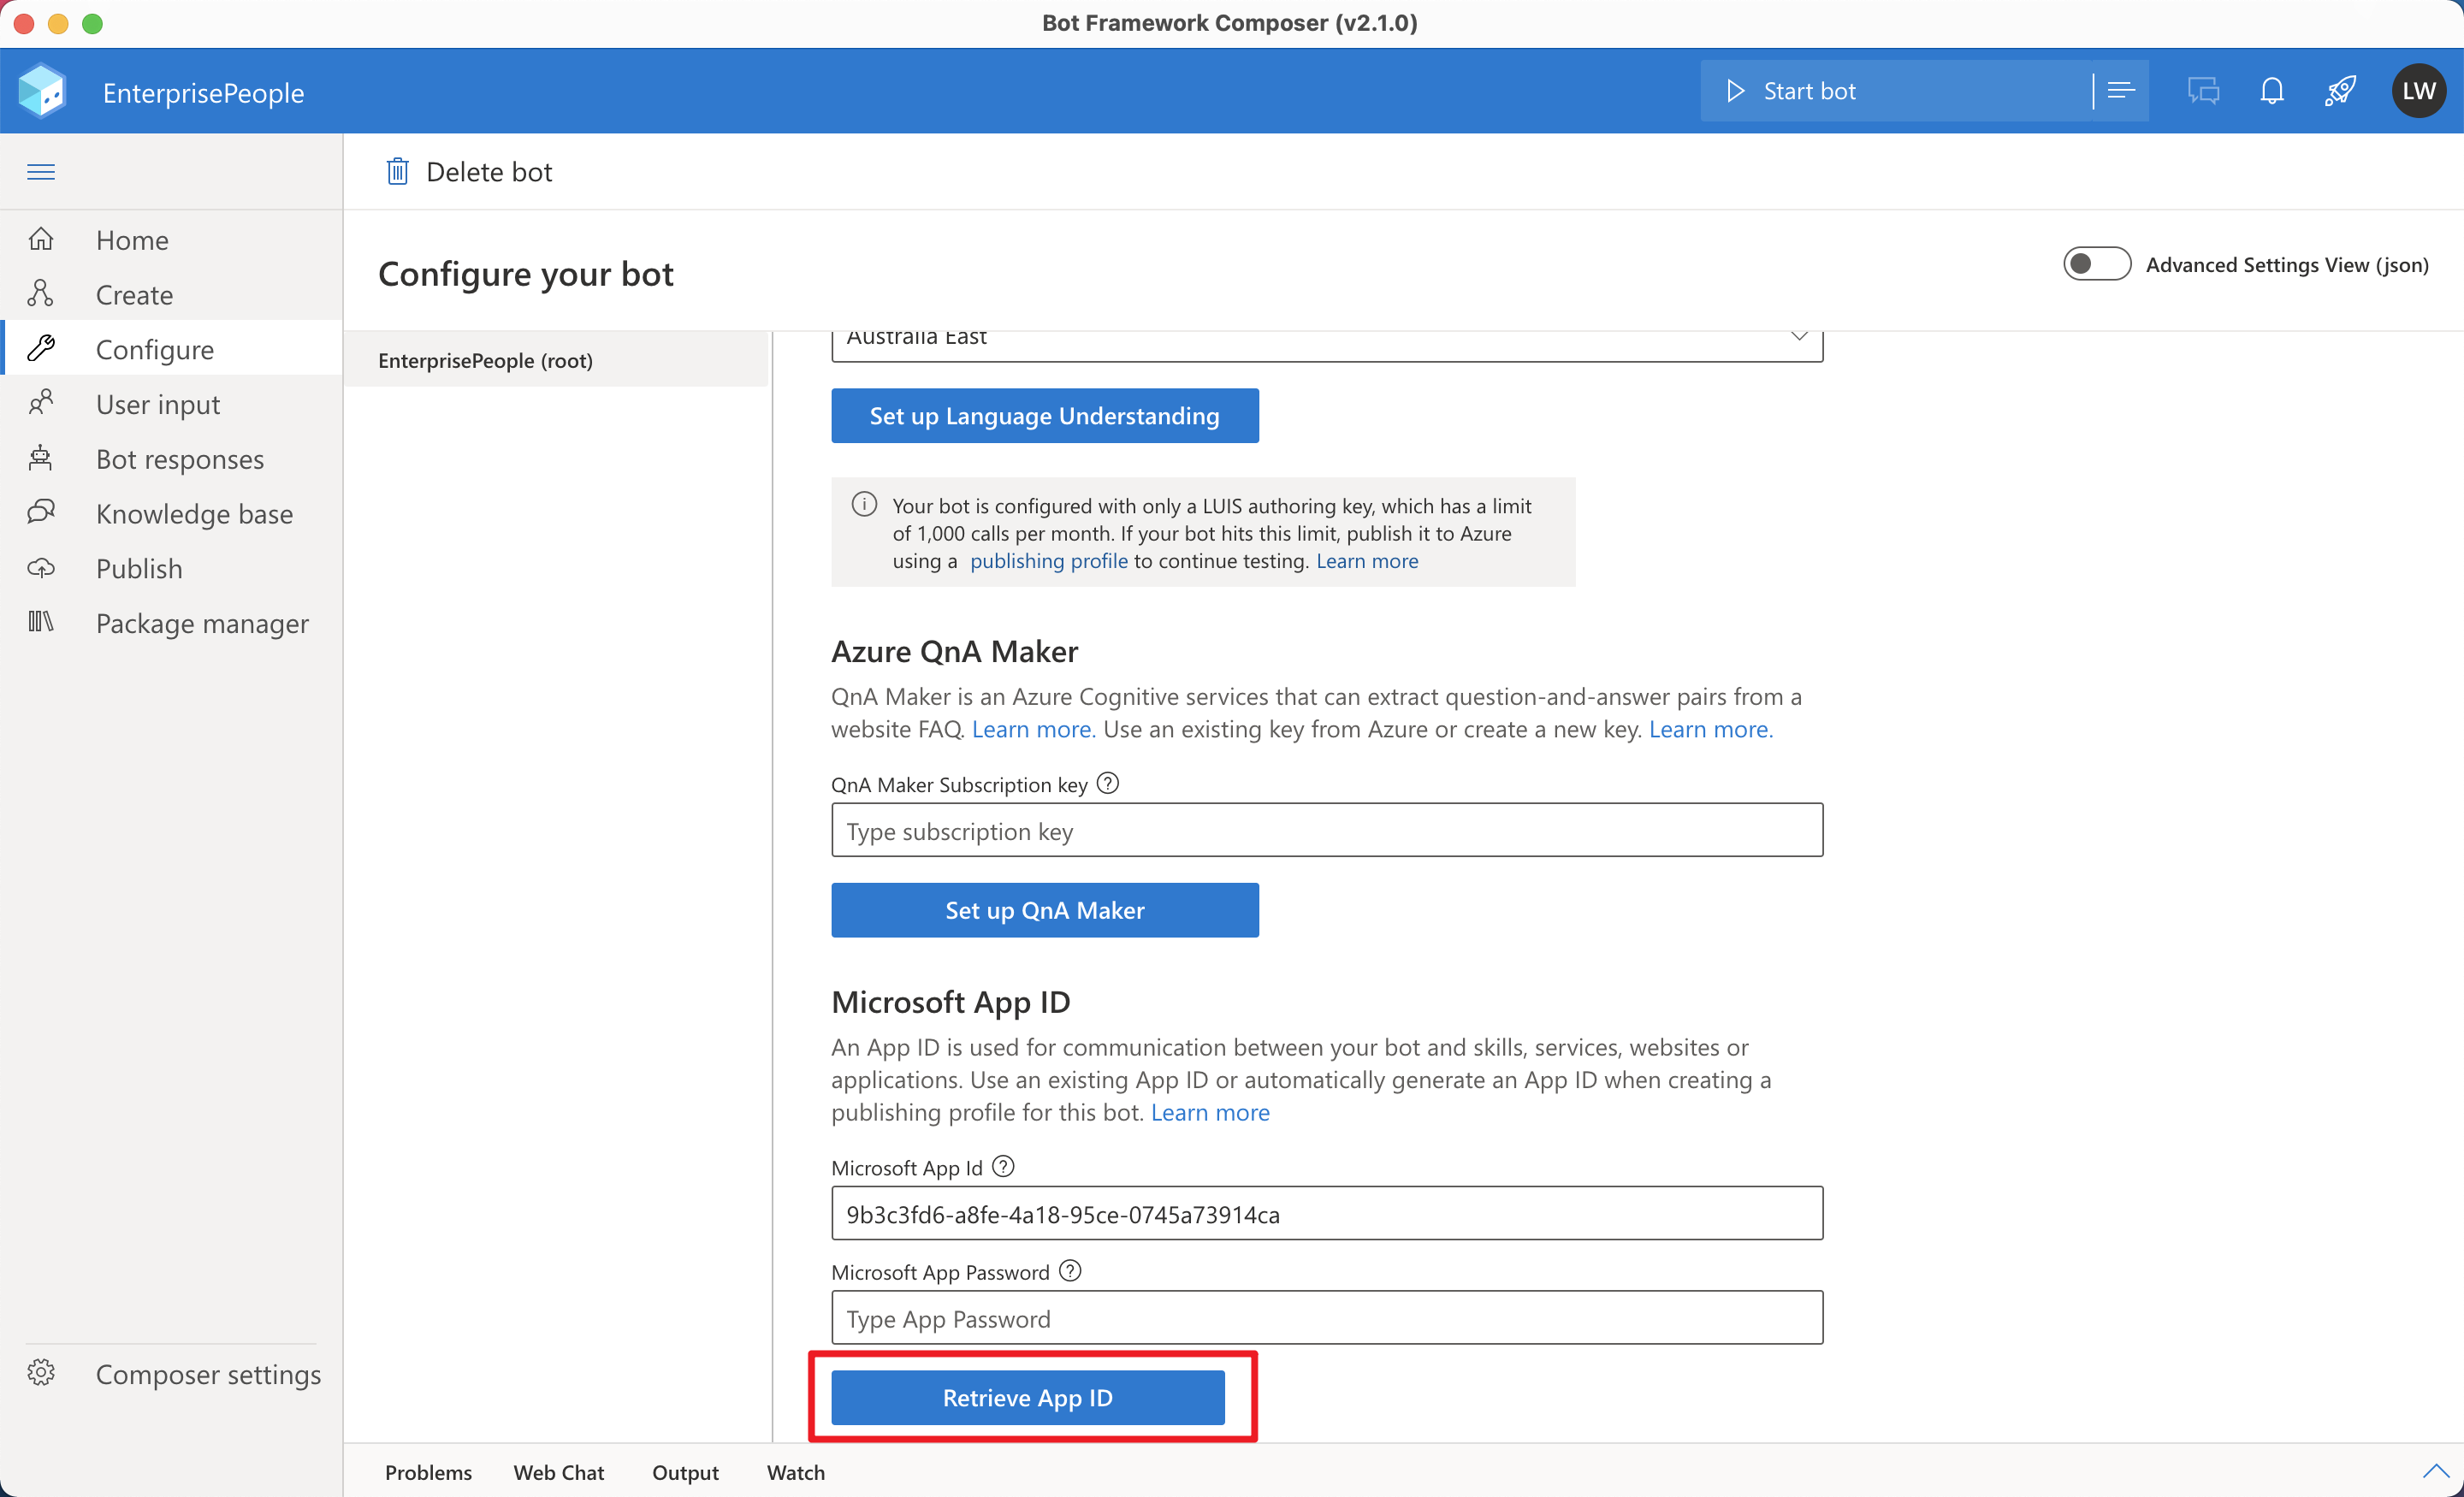 Bot Framework Composer (v2.1.0)
EnterprisePeople
Start bot
LW
Delete bot
Home
Create
Configure
User input
Bot responses
Knowledge base
Publish
Package manager
Composer settings
Configure your bot
Advanced Settings View (json)
EnterprisePeople (root)
Australia East
Set up Language Understanding
Your bot is configured with only a LUIS authoring key, which has a limit
of 1,000 calls per month. If your bot hits this limit, publish it to Azure
using a publishing profile to continue testing. Learn more
Azure QnA Maker
QnA Maker is an Azure Cognitive services that can extract question-and-answer pairs from a
website FAQ. Learn more. Use an existing key from Azure or create a new key. Learn more.
QnA Maker Subscription key
Type subscription key
Set up QnA Maker
Microsoft App ID
An App ID is used for communication between your bot and skills, services, websites or
applications. Use an existing App ID or automatically generate an App ID when creating a
publishing profile for this bot. Learn more
Microsoft App Id
9b3c3fd6-a8fe-4a18-95ce-0745a73914ca
Microsoft App Password
Type App Password
Retrieve App ID
Problems
Web Chat
Output
Watch